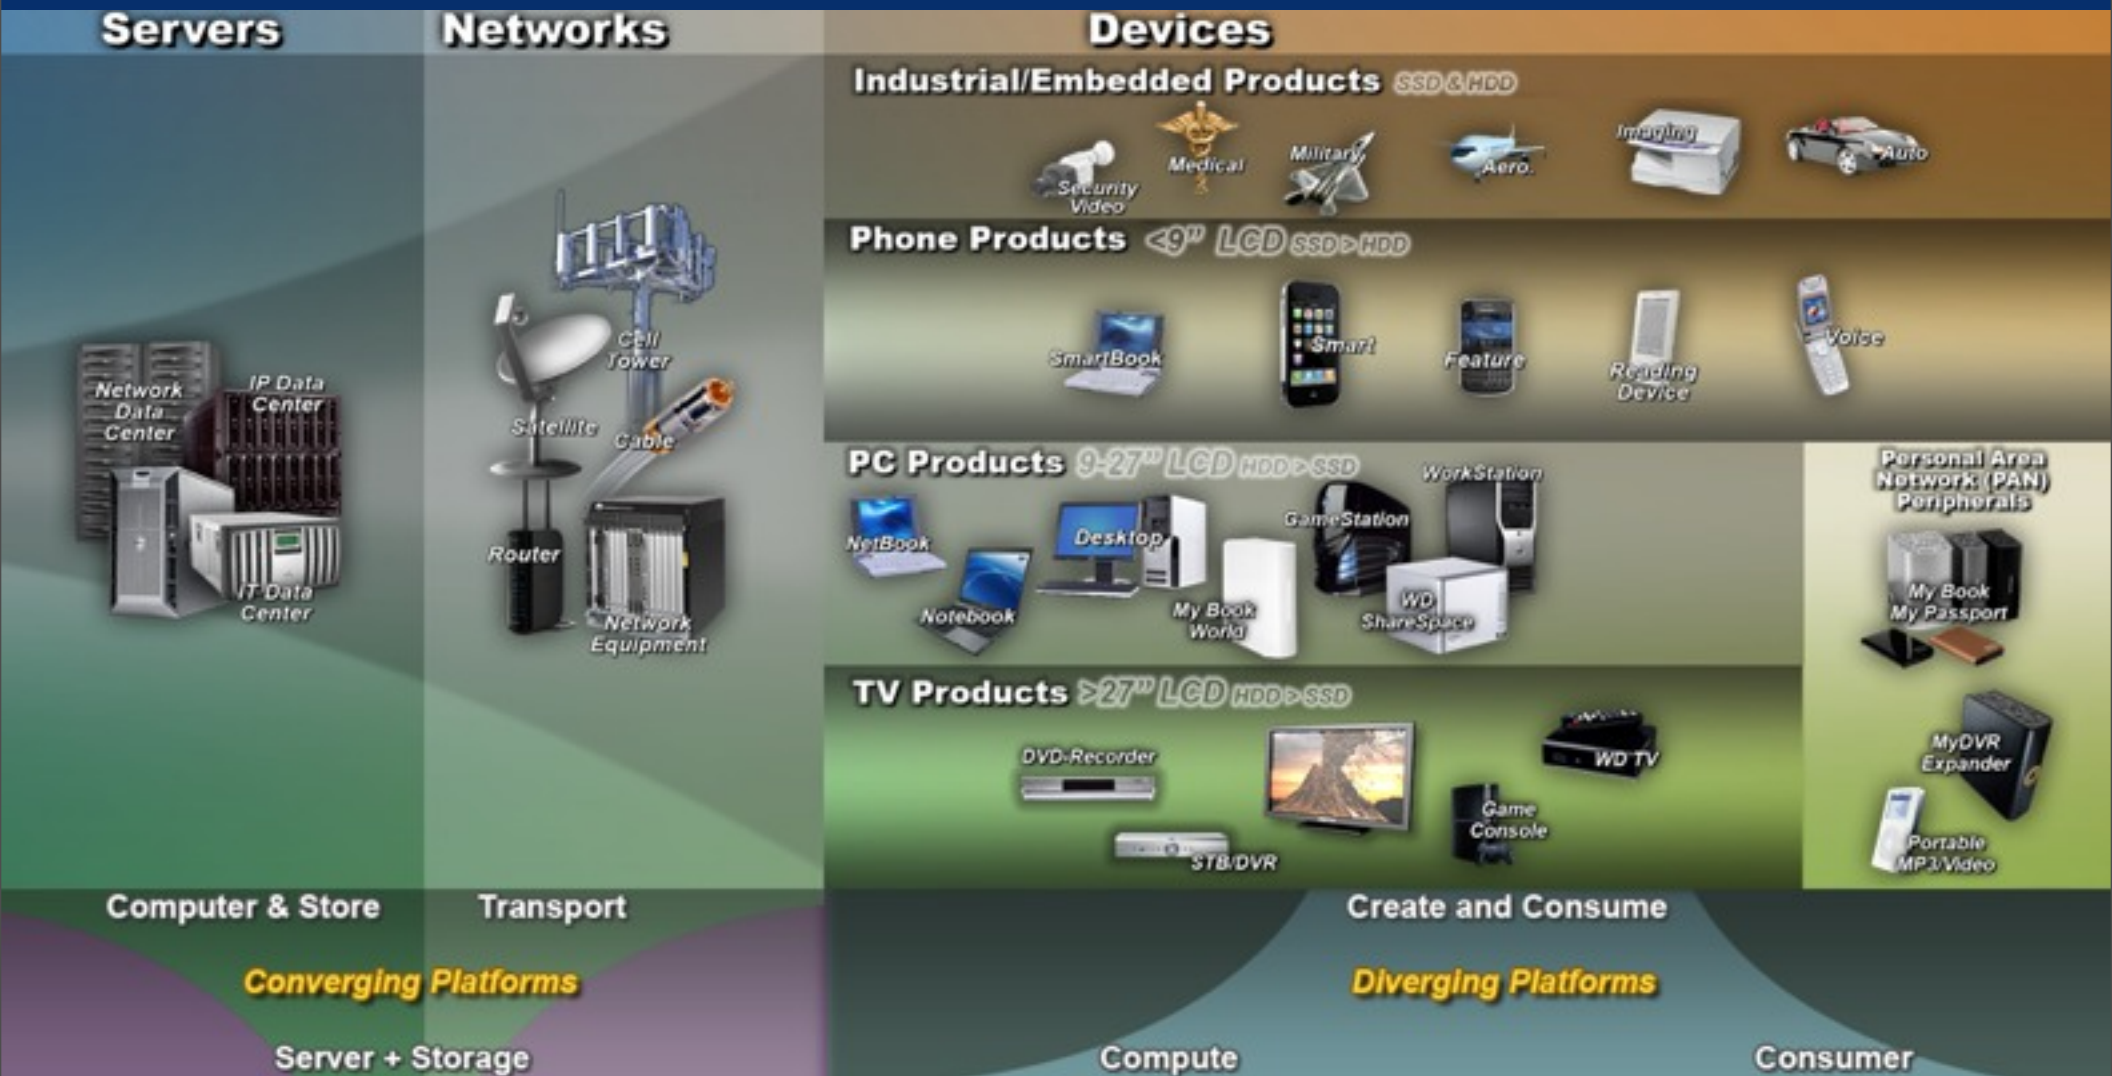 Servers
Networks
Devices
Industrial/Embedded Products SSD & HDD
Security
Video
Medical
Military
Aero.
Imaging
Auto
Phone Products <9" LCD SSD > HDD
SmartBook
Smart
Feature
Reading
Device
Voice
Network
Data
Center
IP Data
Center
IT Data
Center
Cell
Tower
Satellite
Cable
Router
Network
Equipment
PC Products 9-27" LCD HDD > SSD
NetBook
Notebook
Desktop
My Book
World
GameStation
WorkStation
WD
ShareSpace
Personal Area
Network (PAN)
Peripherals
My Book
My Passport
MyDVR
Expander
Portable
MP3/Video
TV Products >27" LCD HDD > SSD
DVD-Recorder
STB/DVR
Game
Console
WD TV
Computer & Store
Transport
Create and Consume
Converging Platforms
Diverging Platforms
Server + Storage
Compute
Consumer